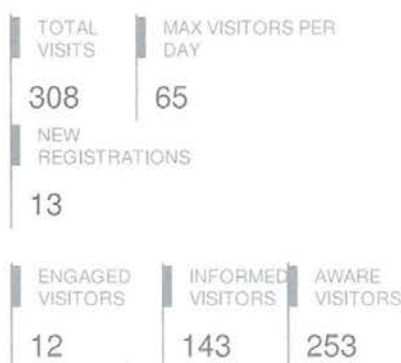 TOTAL VISITS
MAX VISITORS PER DAY
308
65
NEW REGISTRATIONS
13
ENGAGED VISITORS
INFORMED VISITORS
AWARE VISITORS
12
143
253